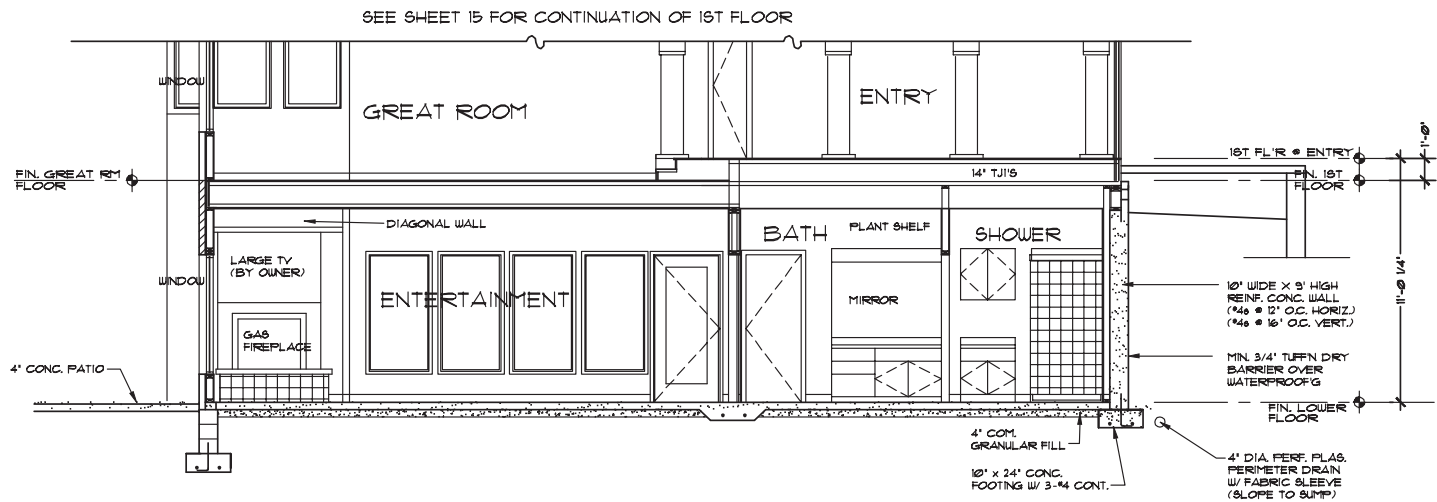 SEE SHEET 15 FOR CONTINUATION OF 1ST FLOOR
WINDOW
GREAT ROOM
ENTRY
1ST FL'R @ ENTRY
1'-0"
FIN. GREAT RM
FLOOR
14" TJI'S
FIN. 1ST
FLOOR
DIAGONAL WALL
BATH
PLANT SHELF
SHOWER
LARGE TV
(BY OWNER)
WINDOW
ENTERTAINMENT
MIRROR
11'-0 1/4"
10" WIDE X 9' HIGH
REINF. CONC. WALL
(#4s @ 12" O.C. HORIZ.)
(#4s @ 16" O.C. VERT.)
GAS
FIREPLACE
4" CONC. PATIO
MIN. 3/4" TUFF'N DRY
BARRIER OVER
WATERPROOF'G
FIN. LOWER
FLOOR
4" COM.
GRANULAR FILL
10" x 24" CONC.
FOOTING W/ 3-#4 CONT.
4" DIA. PERF. PLAS.
PERIMETER DRAIN
W/ FABRIC SLEEVE
(SLOPE TO SUMP)